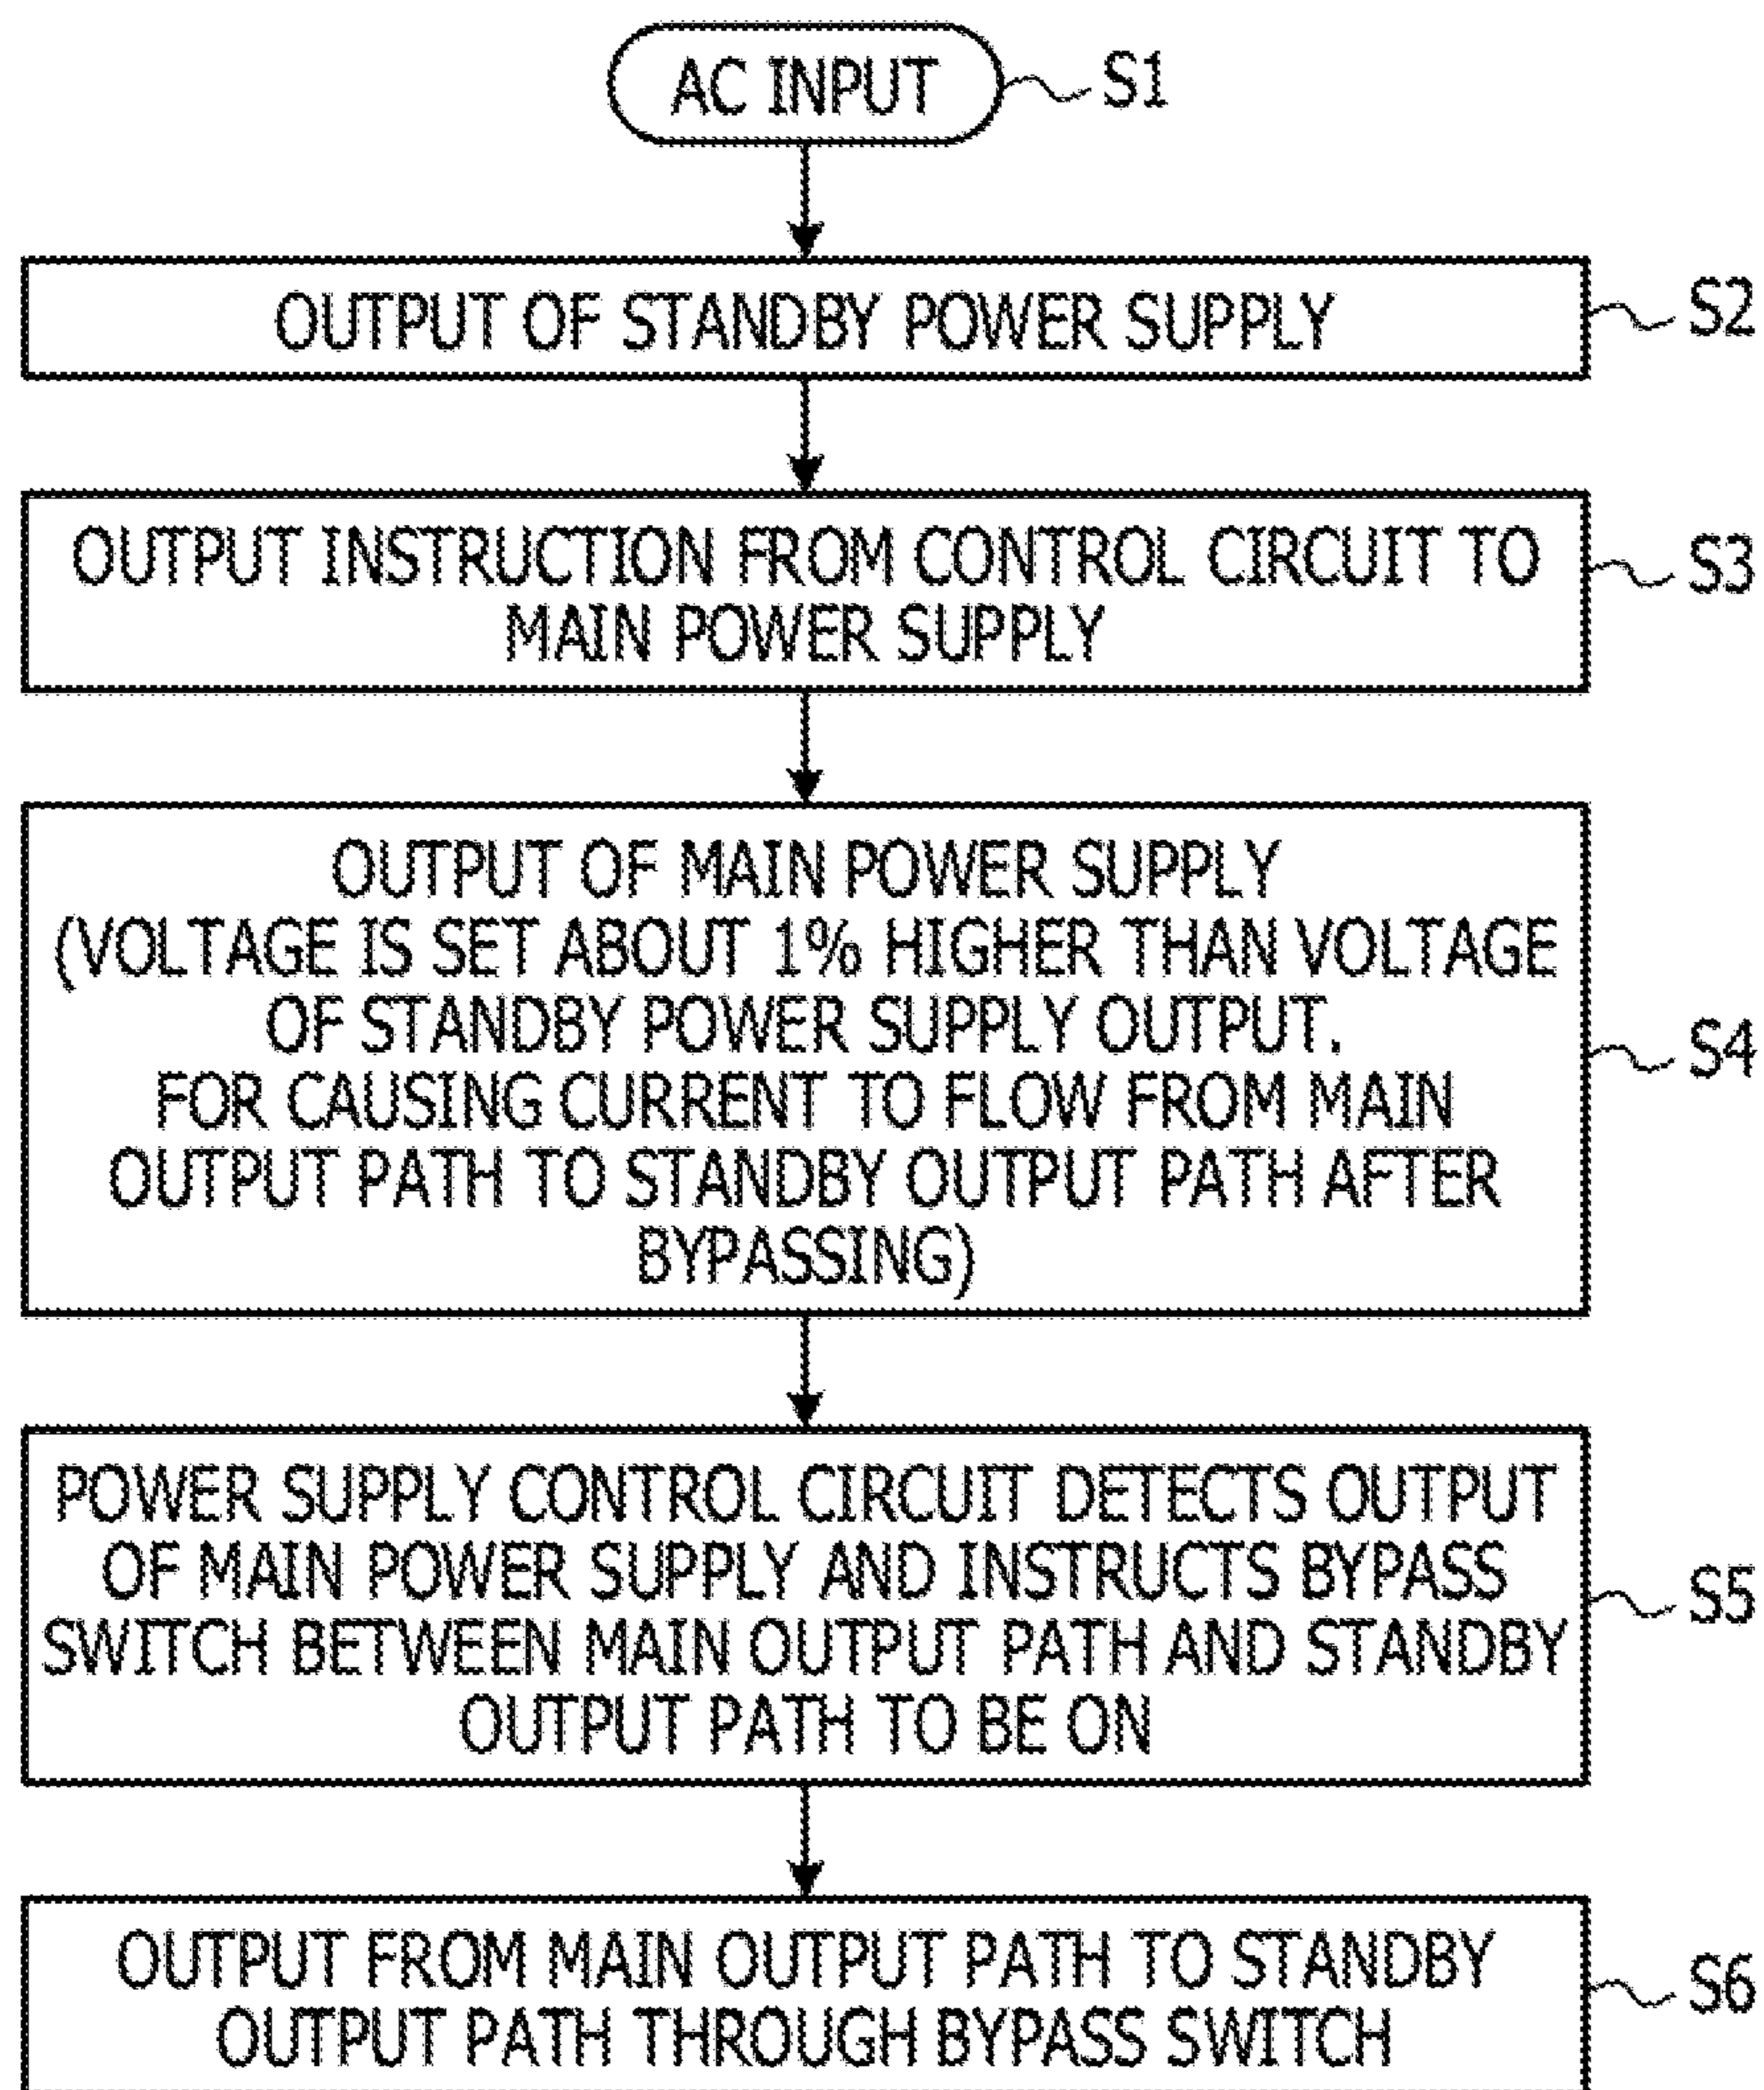 AC INPUT
S1
OUTPUT OF STANDBY POWER SUPPLY
S2
OUTPUT INSTRUCTION FROM CONTROL CIRCUIT TO
MAIN POWER SUPPLY
S3
OUTPUT OF MAIN POWER SUPPLY
(VOLTAGE IS SET ABOUT 1% HIGHER THAN VOLTAGE
OF STANDBY POWER SUPPLY OUTPUT.
FOR CAUSING CURRENT TO FLOW FROM MAIN
OUTPUT PATH TO STANDBY OUTPUT PATH AFTER
BYPASSING)
S4
POWER SUPPLY CONTROL CIRCUIT DETECTS OUTPUT
OF MAIN POWER SUPPLY AND INSTRUCTS BYPASS
SWITCH BETWEEN MAIN OUTPUT PATH AND STANDBY
OUTPUT PATH TO BE ON
S5
OUTPUT FROM MAIN OUTPUT PATH TO STANDBY
OUTPUT PATH THROUGH BYPASS SWITCH
S6